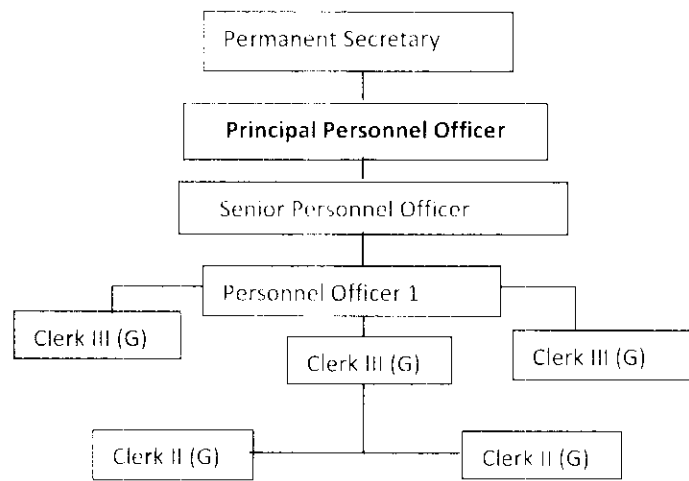 Permanent Secretary
Principal Personnel Officer
Senior Personnel Officer
Personnel Officer 1
Clerk III (G)
Clerk III (G)
Clerk III (G)
Clerk II (G)
Clerk II (G)